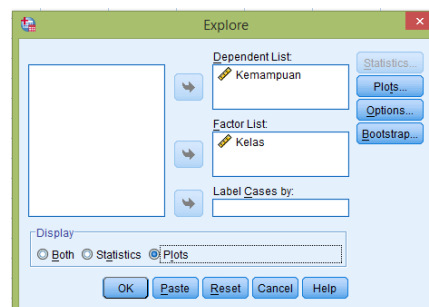 Explore
Dependent List:
Kemampuan
Statistics...
Plots...
Options...
Bootstrap...
Factor List:
Kelas
Label Cases by:
Display
Both Statistics Plots
OK Paste Reset Cancel Help